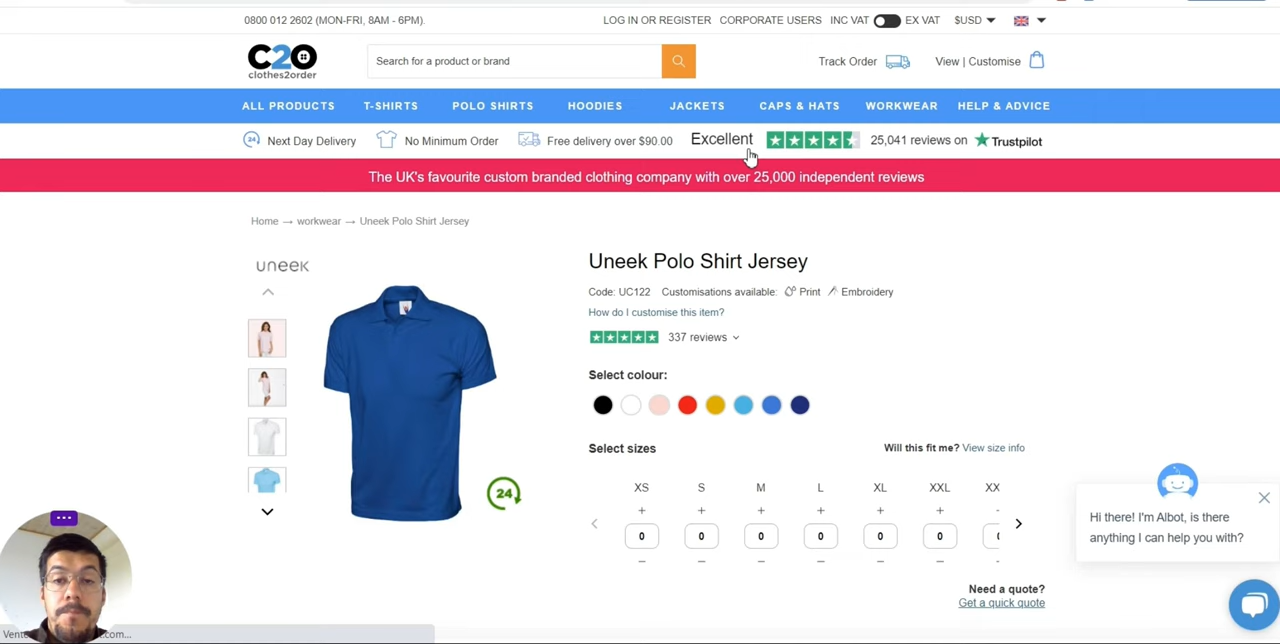 0800 012 2602 (MON-FRI, 8AM - 6PM). LOG IN OR REGISTER CORPORATE USERS INC VAT EX VAT $USD
C2O
clothes2order
Search for a product or brand
Track Order View | Customise
ALL PRODUCTS T-SHIRTS POLO SHIRTS HOODIES JACKETS CAPS & HATS WORKWEAR HELP & ADVICE
24 Next Day Delivery No Minimum Order Free delivery over $90.00 Excellent 25,041 reviews on Trustpilot
The UK's favourite custom branded clothing company with over 25,000 independent reviews
Home → workwear → Uneek Polo Shirt Jersey
uneek
Uneek Polo Shirt Jersey
Code: UC122 Customisations available: Print Embroidery
How do I customise this item?
337 reviews
Select colour:
Select sizes Will this fit me? View size info
XS S M L XL XXL XX
+ + + + + +
0 0 0 0 0 0
24
Hi there! I'm Albot, is there
anything I can help you with?
Need a quote?
Get a quick quote